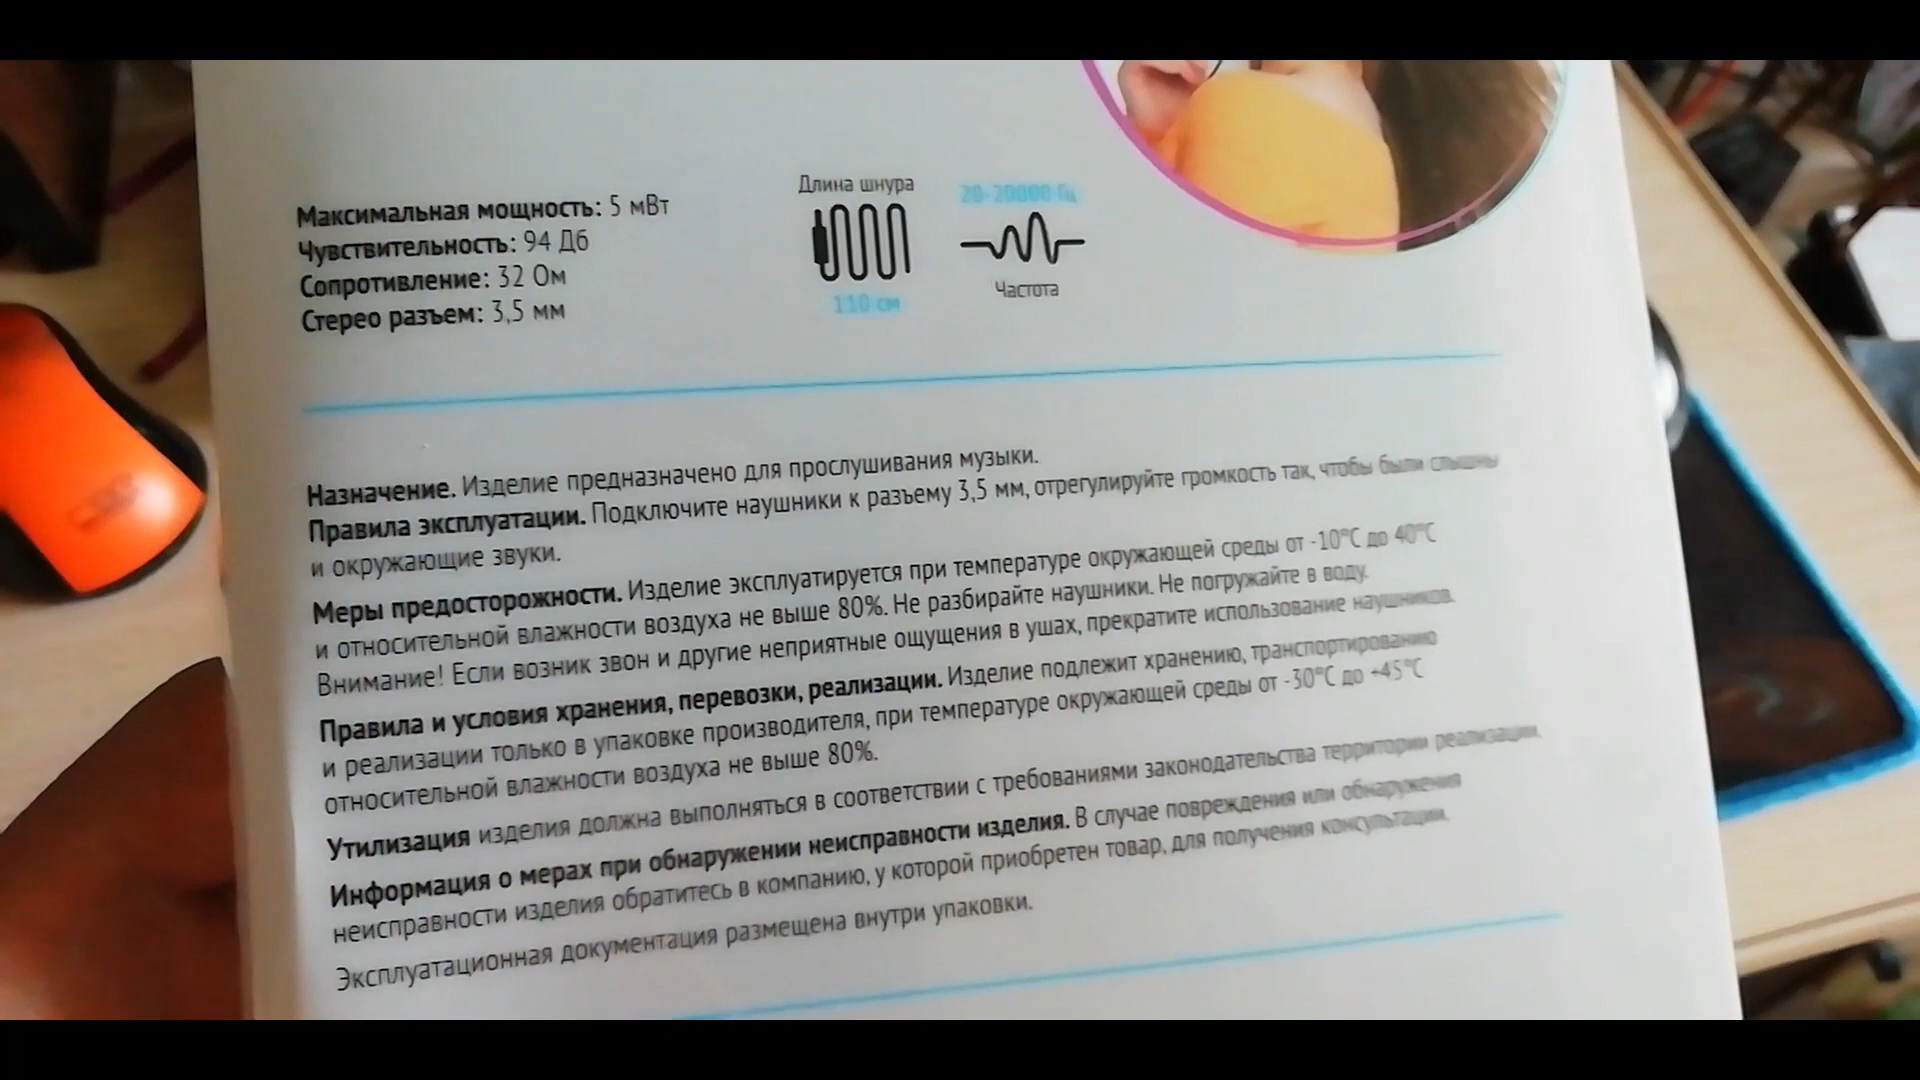 Максимальная мощность: 5 мВт
Чувствительность: 94 Дб
Сопротивление: 32 Ом
Стерео разъем: 3,5 мм
Длина шнура
110 см
20-20000 Гц
Частота
Назначение. Изделие предназначено для прослушивания музыки.
Правила эксплуатации. Подключите наушники к разъему 3,5 мм, отрегулируйте громкость так, чтобы были слышны
и окружающие звуки.
Меры предосторожности. Изделие эксплуатируется при температуре окружающей среды от -10°С до 40°С
и относительной влажности воздуха не выше 80%. Не разбирайте наушники. Не погружайте в воду.
Внимание! Если возник звон и другие неприятные ощущения в ушах, прекратите использование наушников.
Правила и условия хранения, перевозки, реализации. Изделие подлежит хранению, транспортированию
и реализации только в упаковке производителя, при температуре окружающей среды от -30°С до +45°С
относительной влажности воздуха не выше 80%.
Утилизация изделия должна выполняться в соответствии с требованиями законодательства территории реализации.
Информация о мерах при обнаружении неисправности изделия. В случае повреждения или обнаружения
неисправности изделия обратитесь в компанию, у которой приобретен товар, для получения консультации.
Эксплуатационная документация размещена внутри упаковки.